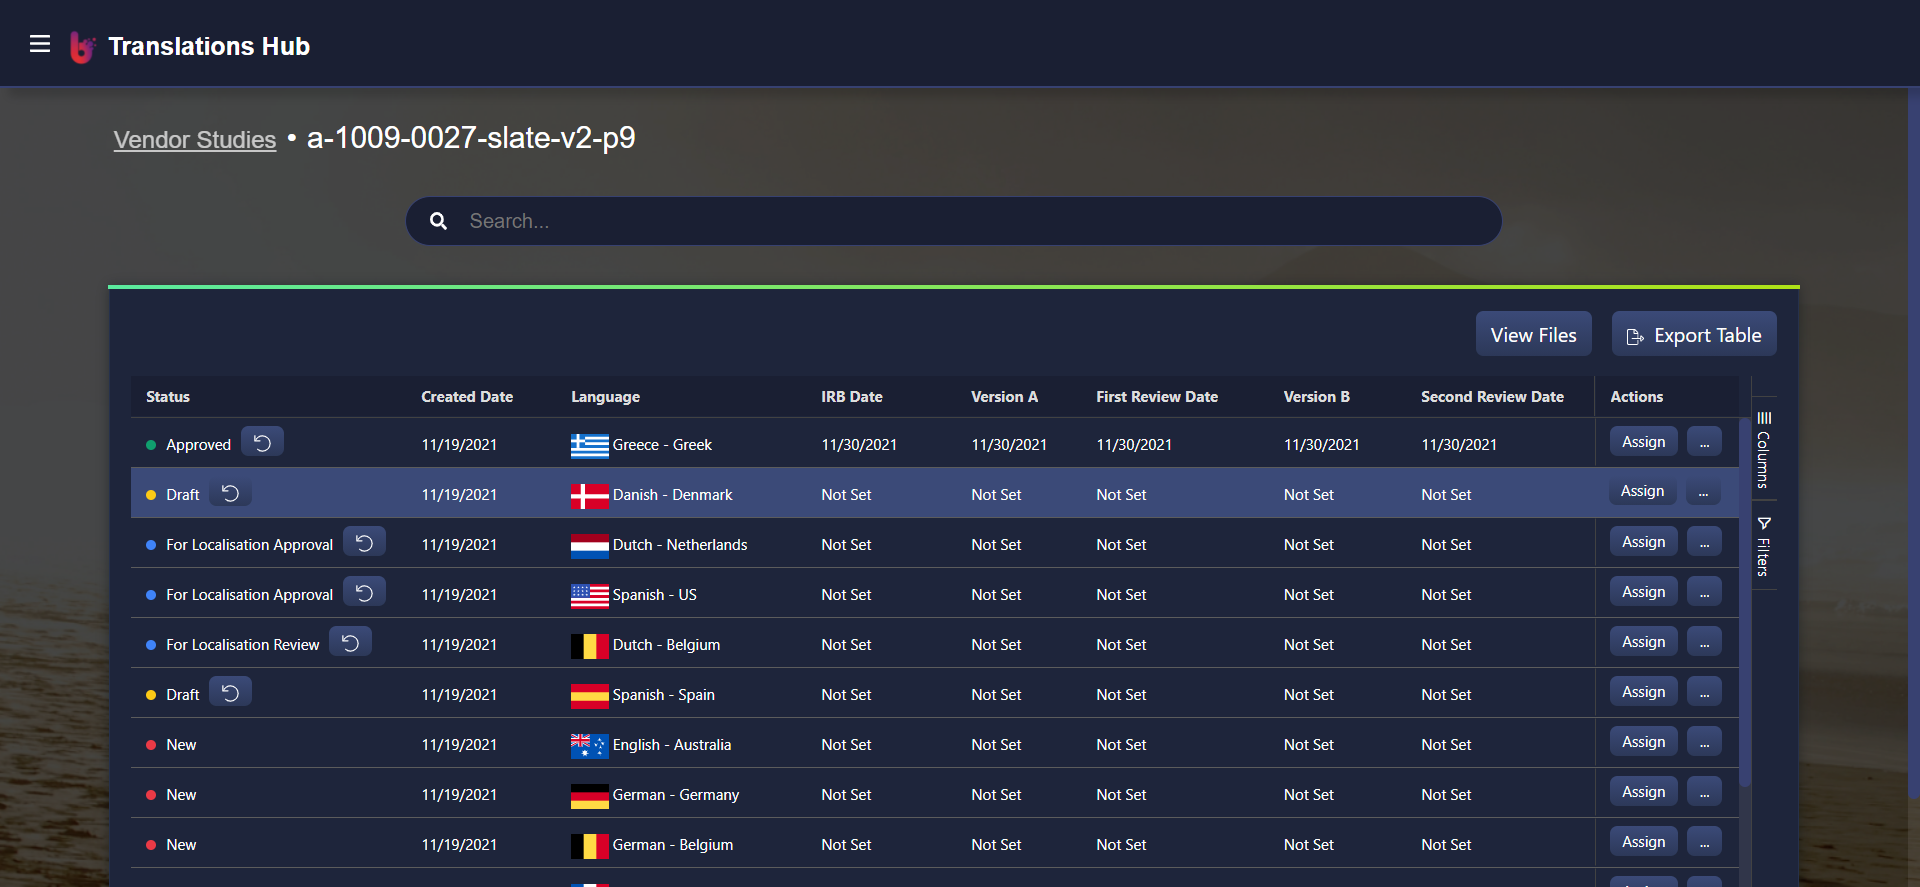 Translations Hub
Vendor Studies • a-1009-0027-slate-v2-p9
Search...
View Files Export Table
Status Created Date Language IRB Date Version A First Review Date Version B Second Review Date Actions
Approved 11/19/2021 Greece - Greek 11/30/2021 11/30/2021 11/30/2021 11/30/2021 11/30/2021 Assign ...
Draft 11/19/2021 Danish - Denmark Not Set Not Set Not Set Not Set Not Set Assign ...
For Localisation Approval 11/19/2021 Dutch - Netherlands Not Set Not Set Not Set Not Set Not Set Assign ...
For Localisation Approval 11/19/2021 Spanish - US Not Set Not Set Not Set Not Set Not Set Assign ...
For Localisation Review 11/19/2021 Dutch - Belgium Not Set Not Set Not Set Not Set Not Set Assign ...
Draft 11/19/2021 Spanish - Spain Not Set Not Set Not Set Not Set Not Set Assign ...
New 11/19/2021 English - Australia Not Set Not Set Not Set Not Set Not Set Assign ...
New 11/19/2021 German - Germany Not Set Not Set Not Set Not Set Not Set Assign ...
New 11/19/2021 German - Belgium Not Set Not Set Not Set Not Set Not Set Assign ...
Columns
Filters